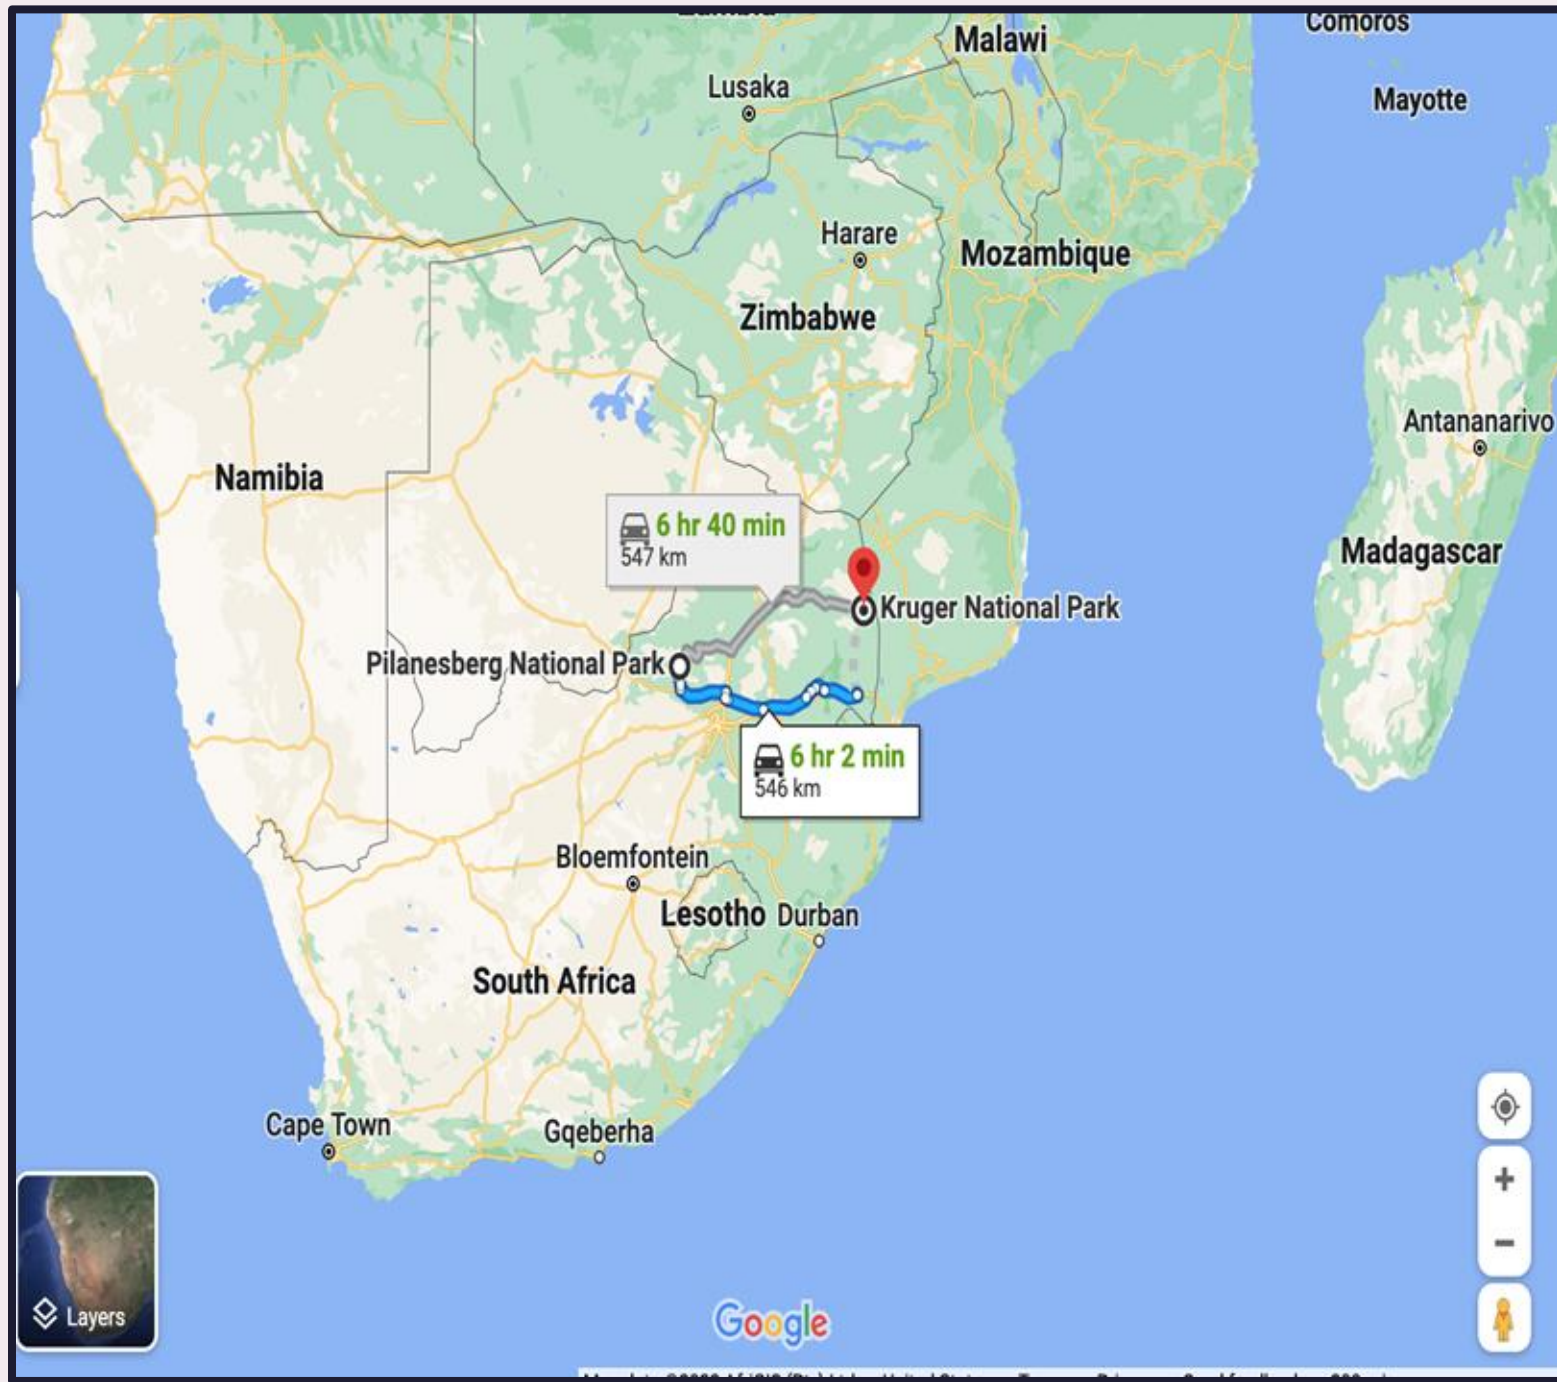 Comoros
Malawi
Lusaka
Mayotte
Harare
Mozambique
Zimbabwe
Antananarivo
Namibia
6 hr 40 min
547 km
Madagascar
Kruger National Park
Pilanesberg National Park
6 hr 2 min
546 km
Bloemfontein
Lesotho
Durban
South Africa
Cape Town
Gqeberha
Layers
Google